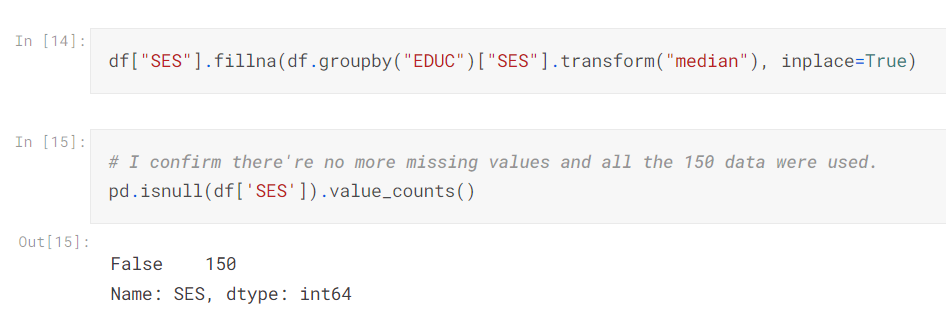 In [14]:
df["SES"].fillna(df.groupby("EDUC")["SES"].transform("median"), inplace=True)
In [15]:
# I confirm there're no more missing values and all the 150 data were used.
pd.isnull(df['SES']).value_counts()
Out[15]:
False    150
Name: SES, dtype: int64